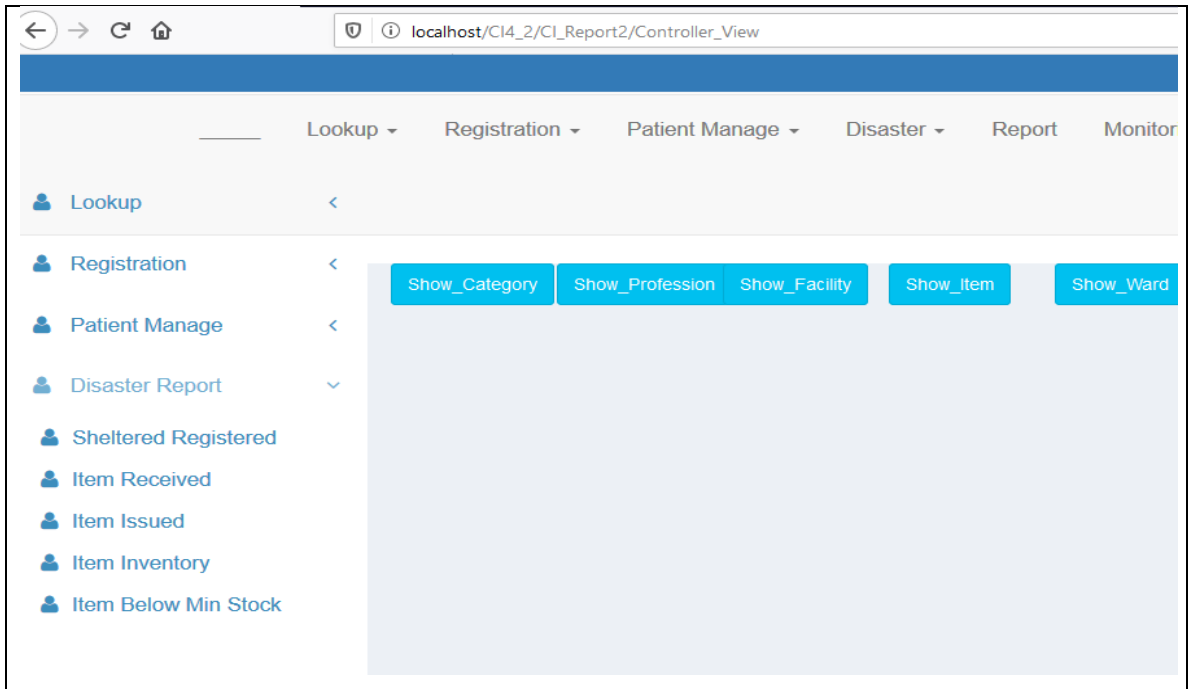 localhost/CI4_2/CI_Report2/Controller_View
Lookup Registration Patient Manage Disaster Report Monitor
Lookup
Registration
Show_Category Show_Profession Show_Facility Show_Item Show_Ward
Patient Manage
Disaster Report
Sheltered Registered
Item Received
Item Issued
Item Inventory
Item Below Min Stock